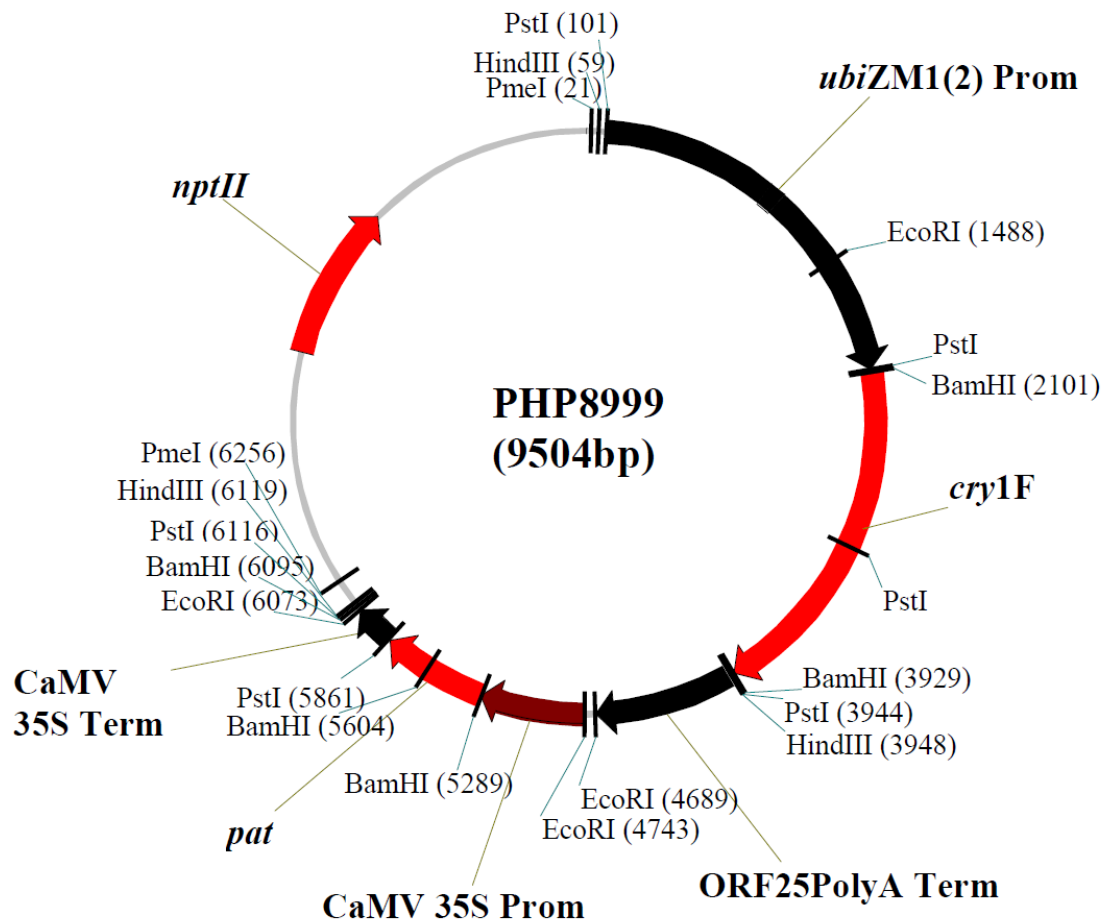 PstI (101)
HindIII (59)
PmeI (21)
ubiZM1(2) Prom
nptII
EcoRI (1488)
PstI
BamHI (2101)
PHP8999
(9504bp)
PmeI (6256)
HindIII (6119)
PstI (6116)
BamHI (6095)
EcoRI (6073)
cry1F
PstI
CaMV
35S Term
PstI (5861)
BamHI (5604)
BamHI (5289)
BamHI (3929)
PstI (3944)
HindIII (3948)
EcoRI (4689)
EcoRI (4743)
pat
ORF25PolyA Term
CaMV 35S Prom